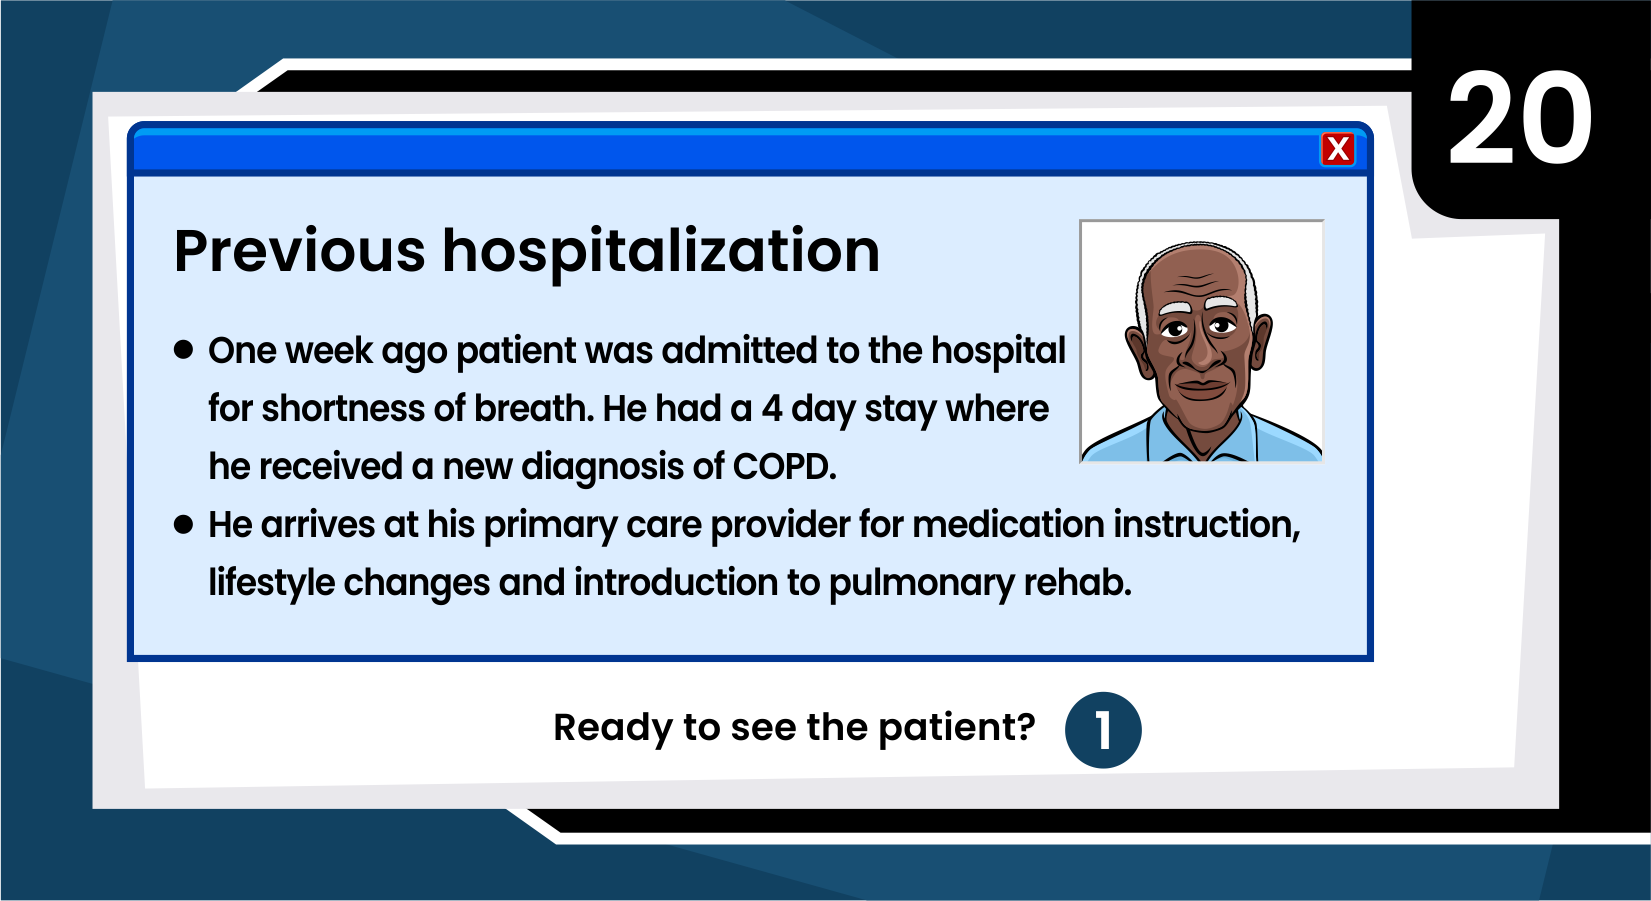 20
X
Previous hospitalization
• One week ago patient was admitted to the hospital
for shortness of breath. He had a 4 day stay where
he received a new diagnosis of COPD.
• He arrives at his primary care provider for medication instruction,
lifestyle changes and introduction to pulmonary rehab.
Ready to see the patient? 1